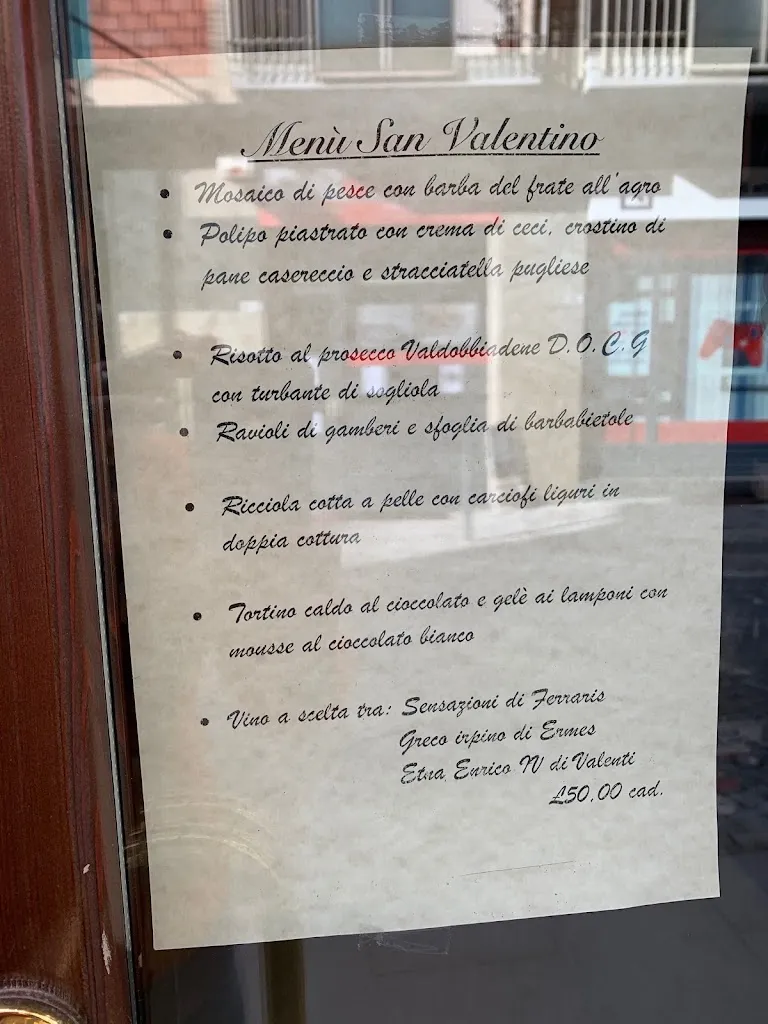 Menù San Valentino
• Mosaico di pesce con barba del frate all'agro
• Polipo piastrato con crema di ceci, crostino di
pane casereccio e stracciatella pugliese
• Risotto al prosecco Valdobbiadene D.O.C.G
con turbante di sogliola
• Ravioli di gamberi e sfoglia di barbabietole
• Ricciola cotta a pelle con carciofi liguri in
doppia cottura
• Tortino caldo al cioccolato e gelè ai lamponi con
mousse al cioccolato bianco
• Vino a scelta tra: Sensazioni di Ferraris
Greco irpino di Ermes
Etna Enrico IV di Valenti
£50,00 cad.